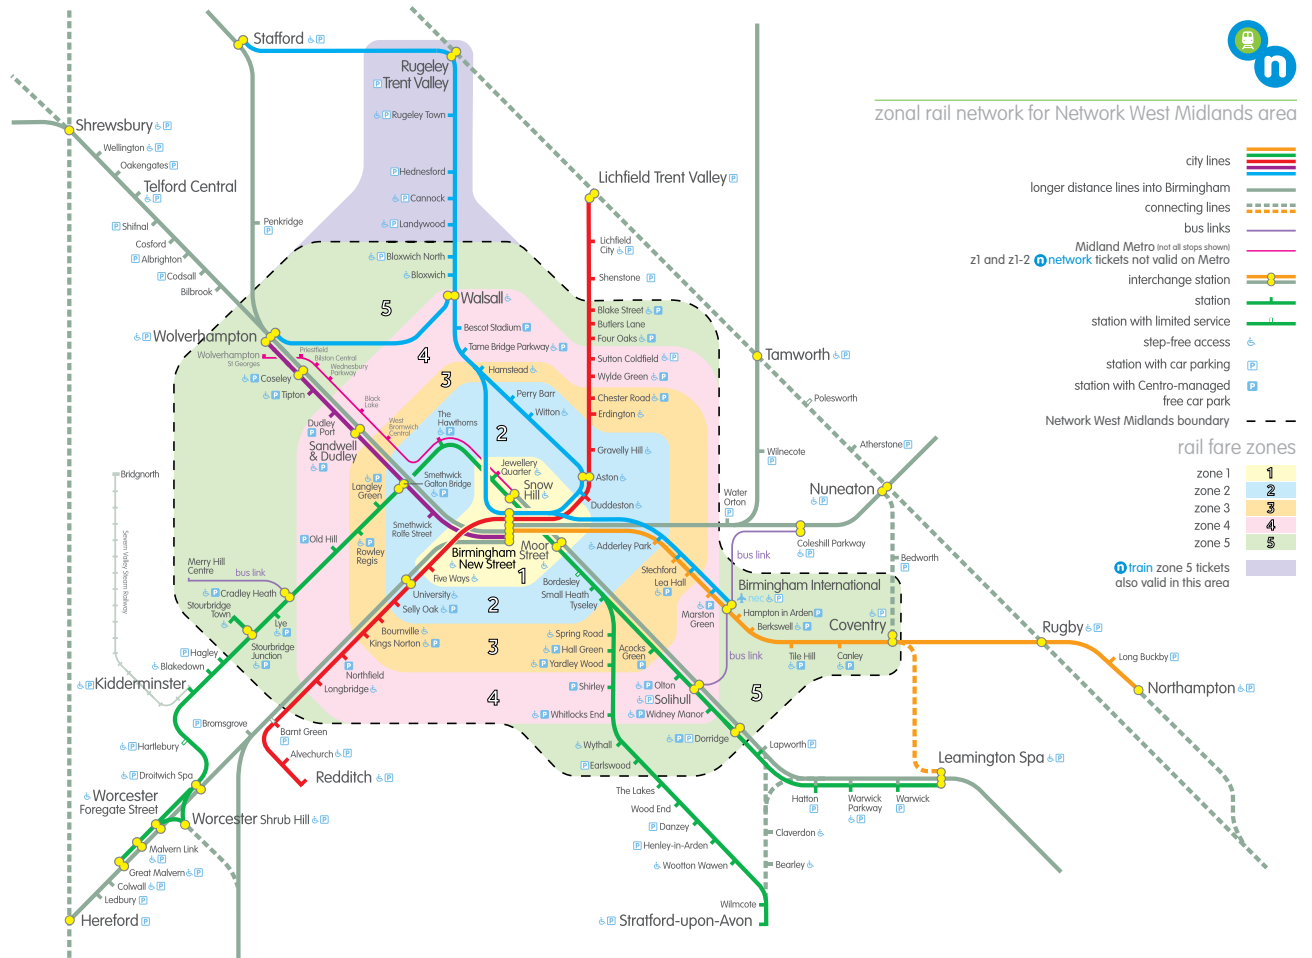 n
zonal rail network for Network West Midlands area
city lines
longer distance lines into Birmingham
connecting lines
bus links
Midland Metro (not all stops shown)
z1 and z1-2 n network tickets not valid on Metro
interchange station
station
station with limited service
step-free access
station with car parking
P
station with Centro-managed
free car park
P
Network West Midlands boundary
rail fare zones
zone 1
1
zone 2
2
zone 3
3
zone 4
4
zone 5
5
n train zone 5 tickets
also valid in this area
Stafford P
Rugeley
P Trent Valley
P Rugeley Town
P Hednesford
P Cannock
P Landywood
P Bloxwich North
Bloxwich
Walsall
Shrewsbury P
Wellington P
Oakengates P
Telford Central
P
P Shifnal
Cosford
P Albrighton
P Codsall
Bilbrook
Penkridge
P
P Wolverhampton
Wolverhampton
St Georges
Priestfield
Bilston Central
Wednesbury
Parkway
P Coseley
P Tipton
Black
Lake
Dudley
P Port
Sandwell
& Dudley
P
West
Bromwich
Central
The
Hawthorns
P
Lichfield Trent Valley P
Lichfield
City P
Shenstone P
Blake Street P
Butlers Lane
Four Oaks P
Sutton Coldfield P
Wylde Green P
Chester Road P
Erdington
Gravelly Hill
Aston
Duddeston
Bescot Stadium P
Tame Bridge Parkway P
Hamstead
Perry Barr
Witton
5
4
3
2
Jewellery
Quarter
Snow
Hill
Smethwick
Galton Bridge
P
P
Langley
Green
Smethwick
Rolfe Street
P Old Hill
P
Rowley
Regis
Bridgnorth
Severn Valley Steam Railway
Merry Hill
Centre
bus link
P Cradley Heath
Stourbridge
Town
Lye
P
Stourbridge
Junction
P
P Hagley
Blakedown
P Kidderminster
P Hartlebury
P Droitwich Spa
Worcester
Foregate Street
Worcester Shrub Hill P
Malvern Link
P
Great Malvern P
Colwall P
Ledbury P
Hereford P
P Bromsgrove
Barnt Green
P
Alvechurch P
Redditch P
Longbridge
P
Northfield
Kings Norton P
Bournville
Selly Oak P
University
Five Ways
Birmingham
New Street
Moor
Street
1
2
3
4
5
Adderley Park
Stechford
Lea Hall
P
P
Marston
Green
Bordesley
Small Heath
Tyseley
Spring Road
P Hall Green
P Yardley Wood
P Shirley
P Whitlocks End
Wythall
P Earlswood
The Lakes
Wood End
P Danzey
P Henley-in-Arden
Wootton Wawen
Wilmcote
P Stratford-upon-Avon
Acocks
Green
P
P Olton
P Solihull
P Widney Manor
P P Dorridge
Lapworth P
Hatton
P
Warwick
Parkway
P
Warwick
P
Leamington Spa P
Claverdon
Bearley
bus link
bus link
Birmingham International
nec P
Hampton in Arden P
Berkswell P
Tile Hill
P
Canley
P
Coventry
P
Bedworth
P
Nuneaton
P
Atherstone P
Polesworth
Tamworth P
Wilnecote
P
Water
Orton
P
Coleshill Parkway
P
Rugby P
Long Buckby P
Northampton P